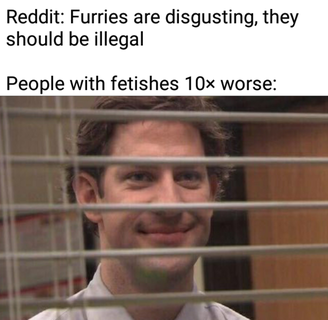 Reddit: Furries are disgusting, they
should be illegal
People with fetishes 10× worse: